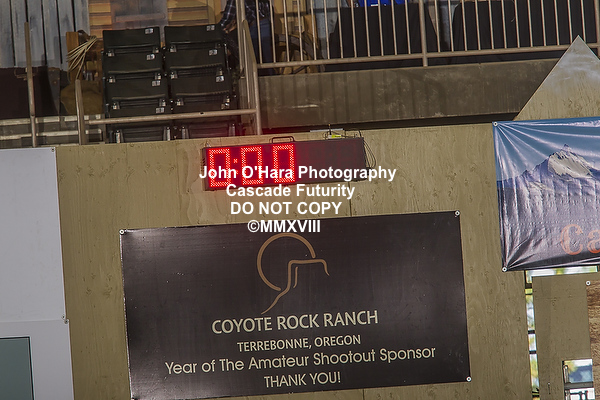 0:00
John O'Hara Photography
Cascade Futurity
DO NOT COPY
©MMXVIII
Ca
COYOTE ROCK RANCH
TERREBONNE, OREGON
Year of The Amateur Shootout Sponsor
THANK YOU!